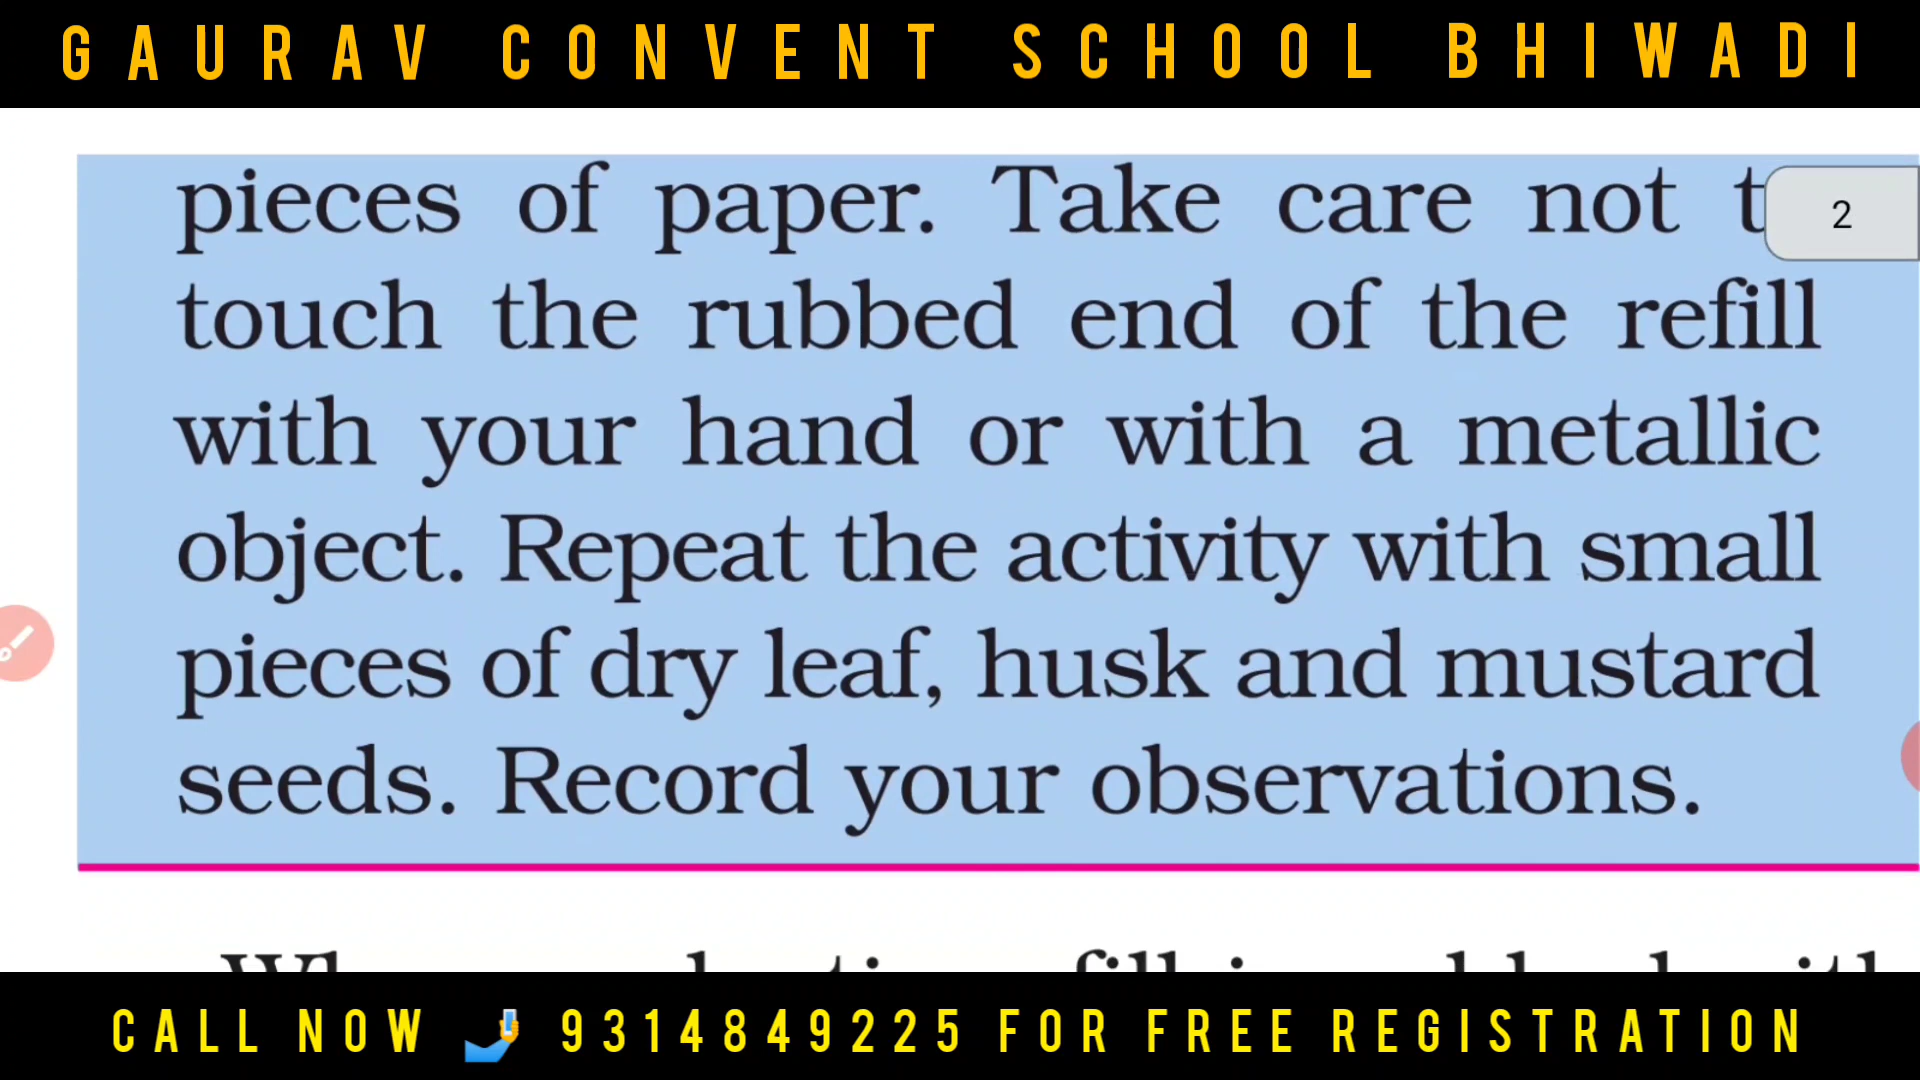 GAURAV CONVENT SCHOOL BHIWADI
pieces of paper. Take care not
2
touch the rubbed end of the refill
with your hand or with a metallic
object. Repeat the activity with small
pieces of dry leaf, husk and mustard
seeds. Record your observations.
CALL NOW 9314849225 FOR FREE REGISTRATION